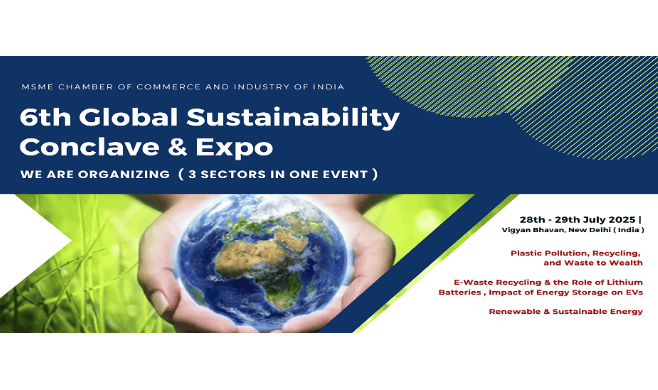 MSME CHAMBER OF COMMERCE AND INDUSTRY OF INDIA
6th Global Sustainability
Conclave & Expo
WE ARE ORGANIZING ( 3 SECTORS IN ONE EVENT )
28th - 29th July 2025 |
Vigyan Bhavan, New Delhi ( India )
Plastic Pollution, Recycling,
and Waste to Wealth
E-Waste Recycling & the Role of Lithium
Batteries , Impact of Energy Storage on EVs
Renewable & Sustainable Energy